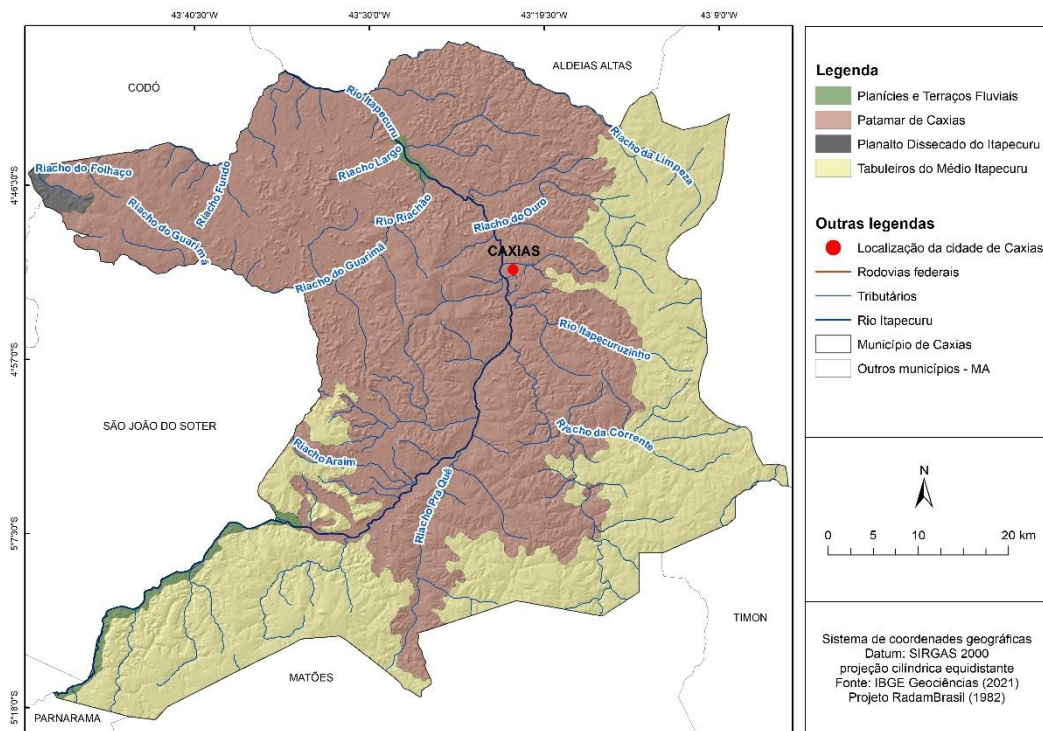 43°40'30"W
43°30'0"W
43°19'30"W
43°9'0"W
4°46'30"S
4°57'0"S
5°7'30"S
5°18'0"S
CODÓ
ALDEIAS ALTAS
Rio Itapecuru
Riacho Largo
Riacho da Limpeza
Riacho do Folhaço
Riacho Fundo
Riacho do Guarimã
Rio Riachão
Riacho do Ouro
Riacho do Guarimã
CAXIAS
Rio Itapecuruzinho
SÃO JOÃO DO SOTER
Riacho da Corrente
Riacho Araim
Riacho Pra Quê
TIMON
MATÕES
PARNARAMA
Legenda
Planícies e Terraços Fluviais
Patamar de Caxias
Planalto Dissecado do Itapecuru
Tabuleiros do Médio Itapecuru
Outras legendas
Localização da cidade de Caxias
Rodovias federais
Tributários
Rio Itapecuru
Município de Caxias
Outros municípios - MA
N
0 10 20 km
Sistema de coordenades geográficas
Datum: SIRGAS 2000
projeção cilíndrica equidistante
Fonte: IBGE Geociências (2021)
Projeto RadamBrasil (1982)